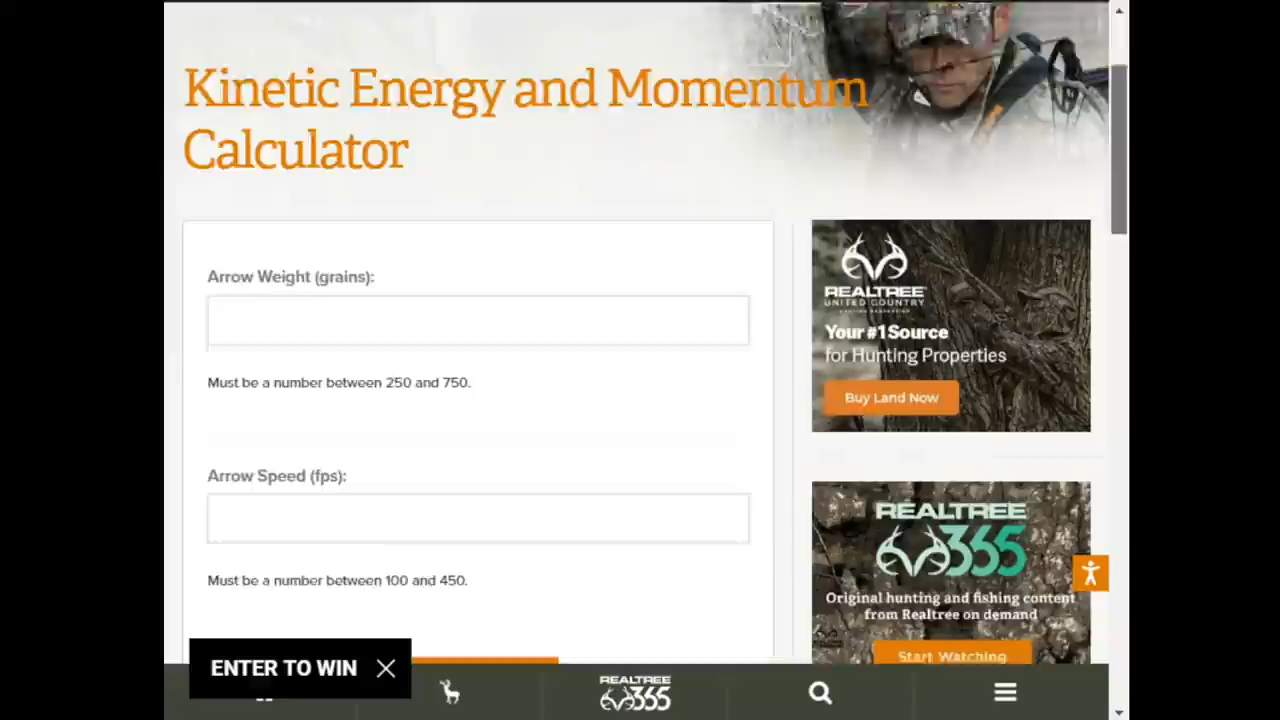 Kinetic Energy and Momentum
Calculator
Arrow Weight (grains):
Must be a number between 250 and 750.
Arrow Speed (fps):
Must be a number between 100 and 450.
REALTREE
UNITED COUNTRY
Your #1 Source
for Hunting Properties
Buy Land Now
REALTREE
365
Original hunting and fishing content
from Realtree on demand
Start Watching
ENTER TO WIN
REALTREE
365